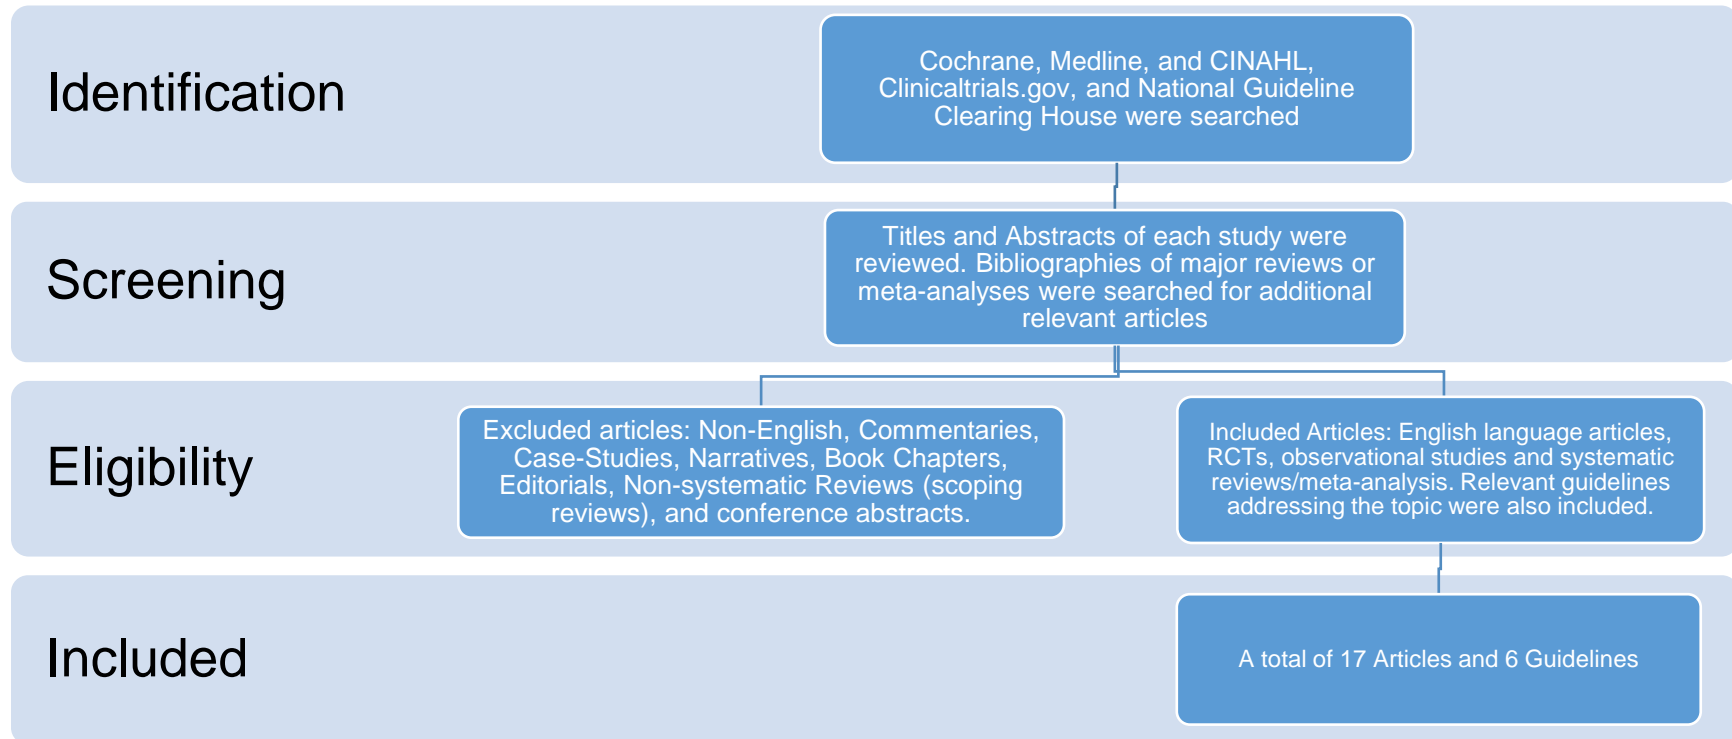 Identification
Cochrane, Medline, and CINAHL,
Clinicaltrials.gov, and National Guideline
Clearing House were searched
Screening
Titles and Abstracts of each study were
reviewed. Bibliographies of major reviews or
meta-analyses were searched for additional
relevant articles
Eligibility
Excluded articles: Non-English, Commentaries,
Case-Studies, Narratives, Book Chapters,
Editorials, Non-systematic Reviews (scoping
reviews), and conference abstracts.
Included Articles: English language articles,
RCTs, observational studies and systematic
reviews/meta-analysis. Relevant guidelines
addressing the topic were also included.
Included
A total of 17 Articles and 6 Guidelines